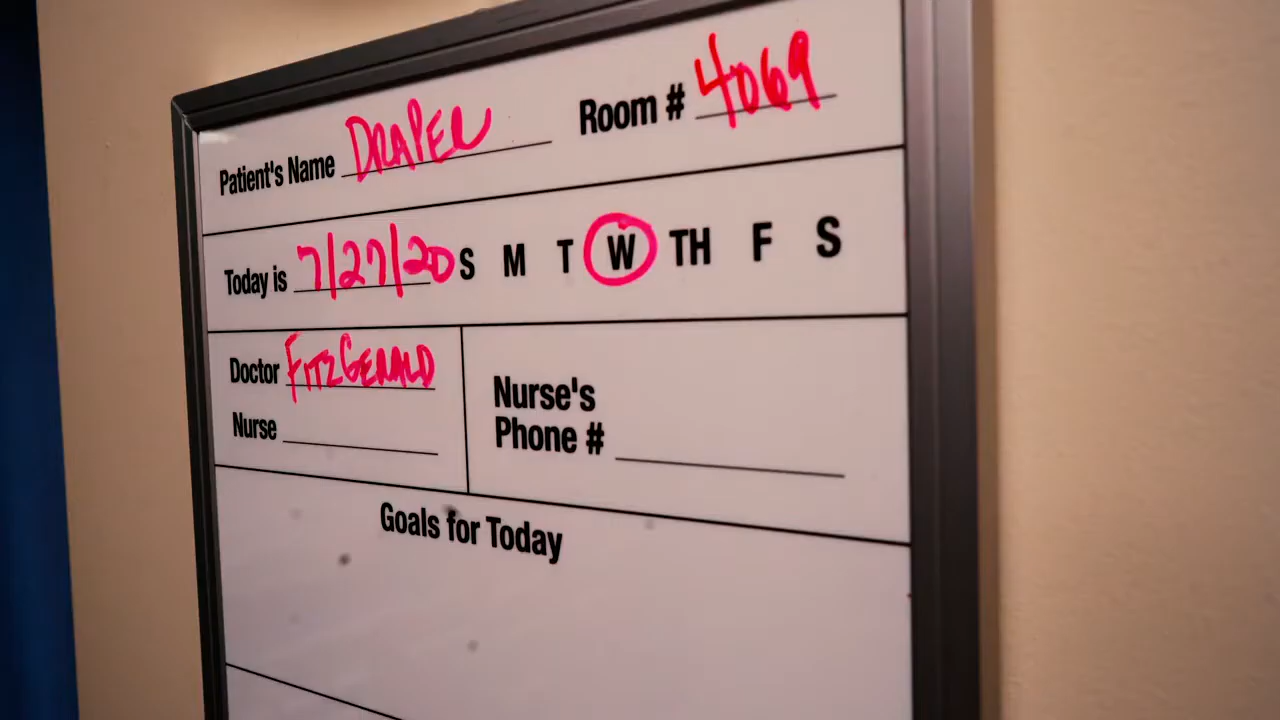 Patient's Name DRAPER Room # 4069
Today is 7/27/20 S M T W TH F S
Doctor FITZGERALD
Nurse
Nurse's
Phone #
Goals for Today